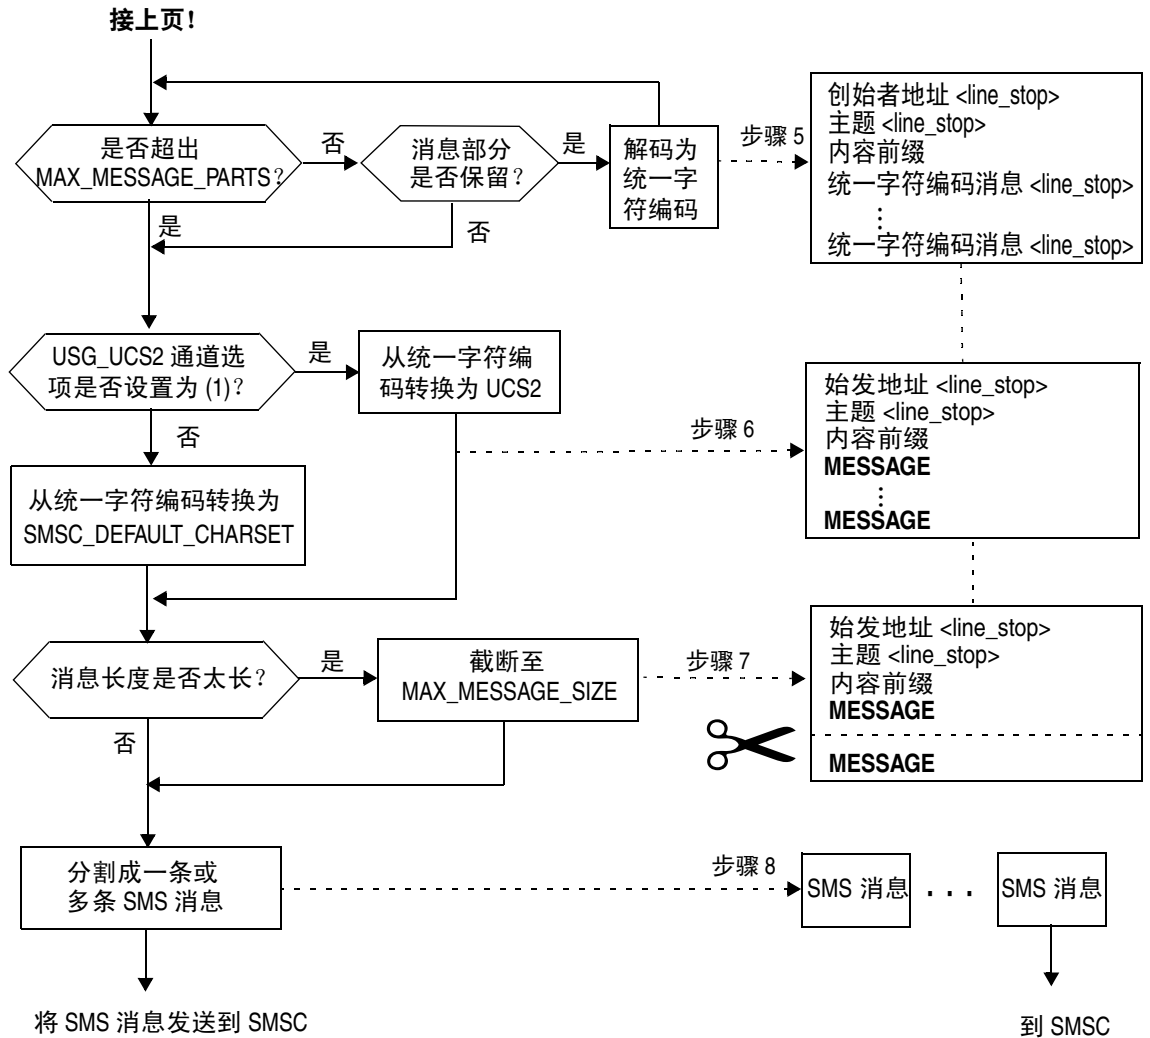 接上页！
是否超出
MAX_MESSAGE_PARTS？
否
消息部分
是否保留？
是
解码为
统一字
符编码
步骤 5
创始者地址 <line_stop>
主题 <line_stop>
内容前缀
统一字符编码消息 <line_stop>
⋮
统一字符编码消息 <line_stop>
是
否
USG_UCS2 通道选
项是否设置为 (1)？
是
从统一字符编
码转换为 UCS2
否
步骤 6
始发地址 <line_stop>
主题 <line_stop>
内容前缀
MESSAGE
⋮
MESSAGE
从统一字符编码转换为
SMSC_DEFAULT_CHARSET
消息长度是否太长？
是
截断至
MAX_MESSAGE_SIZE
步骤 7
始发地址 <line_stop>
主题 <line_stop>
内容前缀
MESSAGE
MESSAGE
否
分割成一条或
多条 SMS 消息
步骤 8
SMS 消息
. . .
SMS 消息
将 SMS 消息发送到 SMSC
到 SMSC